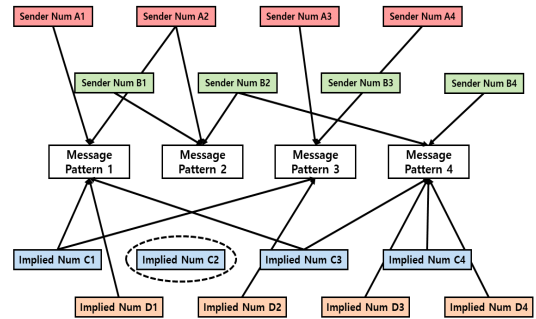 Sender Num A1
Sender Num A2
Sender Num A3
Sender Num A4
Sender Num B1
Sender Num B2
Sender Num B3
Sender Num B4
Message
Pattern 1
Message
Pattern 2
Message
Pattern 3
Message
Pattern 4
Implied Num C1
Implied Num C2
Implied Num C3
Implied Num C4
Implied Num D1
Implied Num D2
Implied Num D3
Implied Num D4